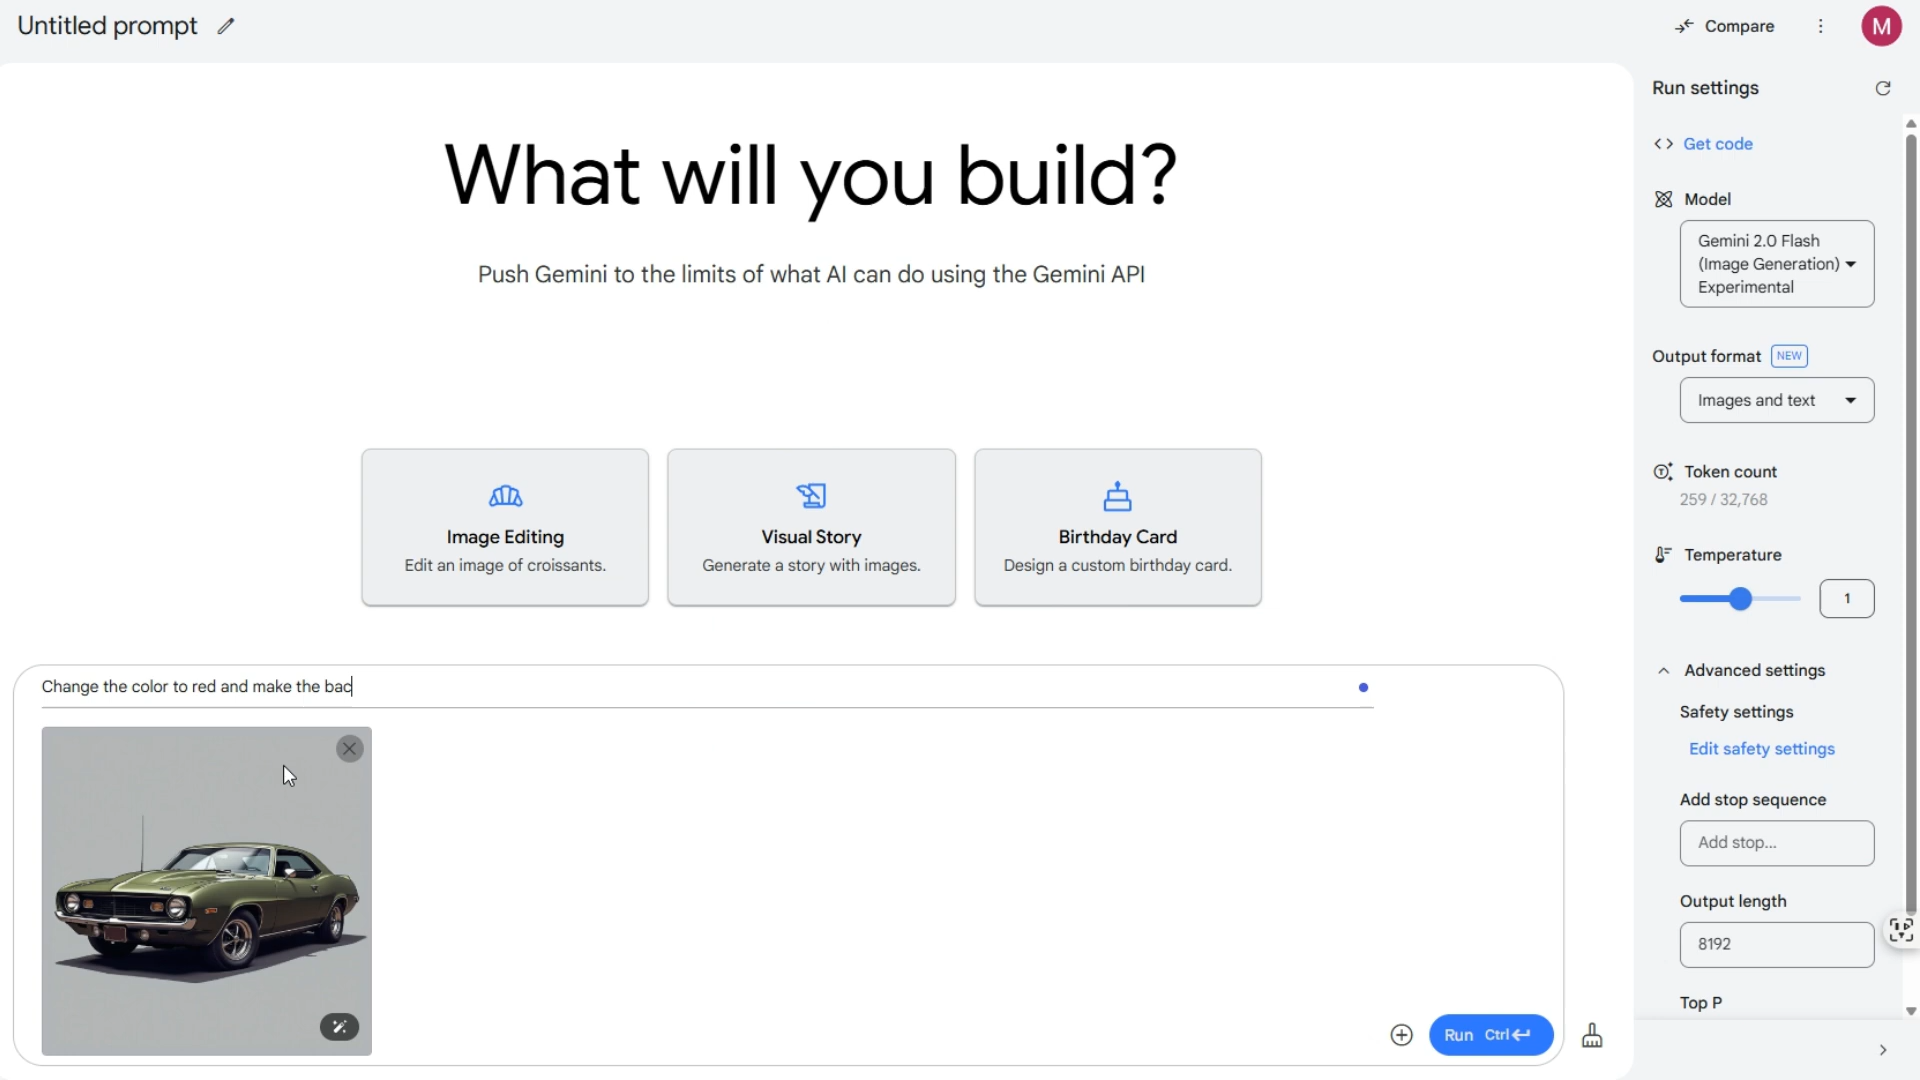 Untitled prompt
Compare
M
What will you build?
Push Gemini to the limits of what AI can do using the Gemini API
Image Editing
Edit an image of croissants.
Visual Story
Generate a story with images.
Birthday Card
Design a custom birthday card.
Change the color to red and make the bac
Run Ctrl
Run settings
Get code
Model
Gemini 2.0 Flash
(Image Generation)
Experimental
Output format NEW
Images and text
Token count
259 / 32,768
Temperature
1
Advanced settings
Safety settings
Edit safety settings
Add stop sequence
Add stop...
Output length
8192
Top P